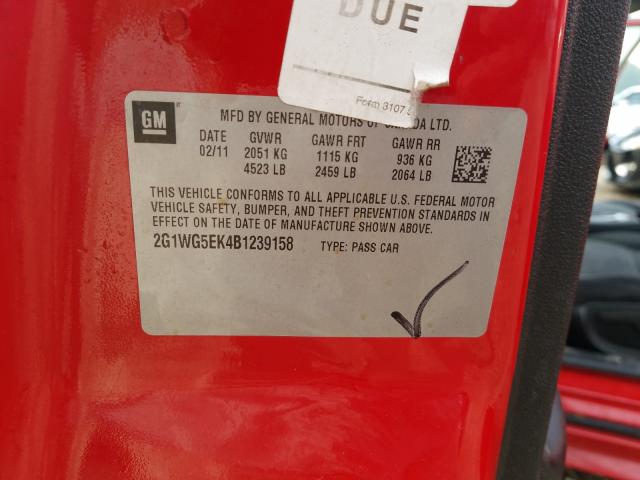 DUE
Form 3107
GM
MFD BY GENERAL MOTORS OF CANADA LTD.
DATE GVWR GAWR FRT GAWR RR
02/11 2051 KG 1115 KG 936 KG
4523 LB 2459 LB 2064 LB
THIS VEHICLE CONFORMS TO ALL APPLICABLE U.S. FEDERAL MOTOR
VEHICLE SAFETY, BUMPER, AND THEFT PREVENTION STANDARDS IN
EFFECT ON THE DATE OF MANUFACTURE SHOWN ABOVE.
2G1WG5EK4B1239158 TYPE: PASS CAR